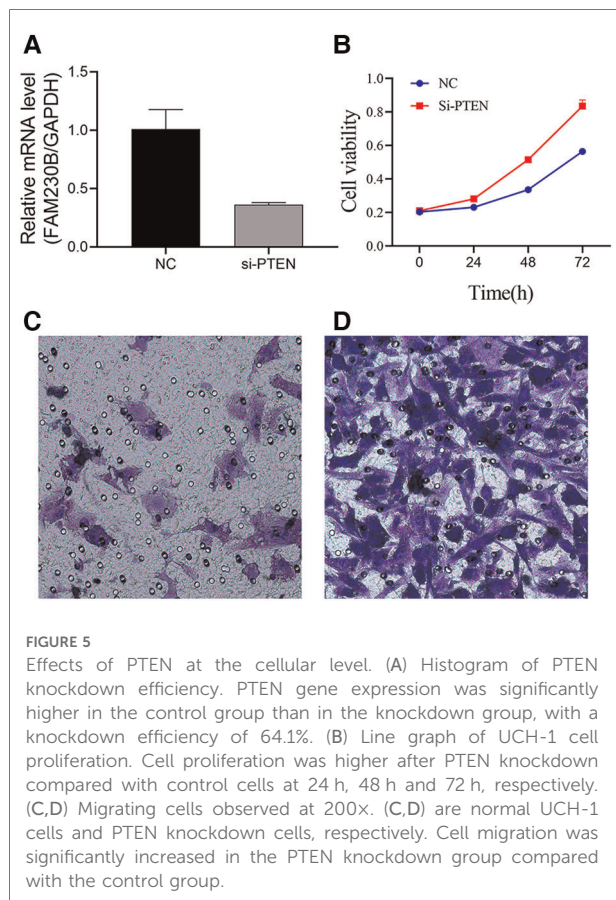 A
Relative mRNA level
(FAM230B/GAPDH)
1.5
1.0
0.5
0.0
NC
si-PTEN
B
NC
Si-PTEN
Cell viability
1.0
0.8
0.6
0.4
0.2
0.0
0
24
48
72
Time(h)
C
D
FIGURE 5
Effects of PTEN at the cellular level. (A) Histogram of PTEN
knockdown efficiency. PTEN gene expression was significantly
higher in the control group than in the knockdown group, with a
knockdown efficiency of 64.1%. (B) Line graph of UCH-1 cell
proliferation. Cell proliferation was higher after PTEN knockdown
compared with control cells at 24 h, 48 h and 72 h, respectively.
(C,D) Migrating cells observed at 200×. (C,D) are normal UCH-1
cells and PTEN knockdown cells, respectively. Cell migration was
significantly increased in the PTEN knockdown group compared
with the control group.